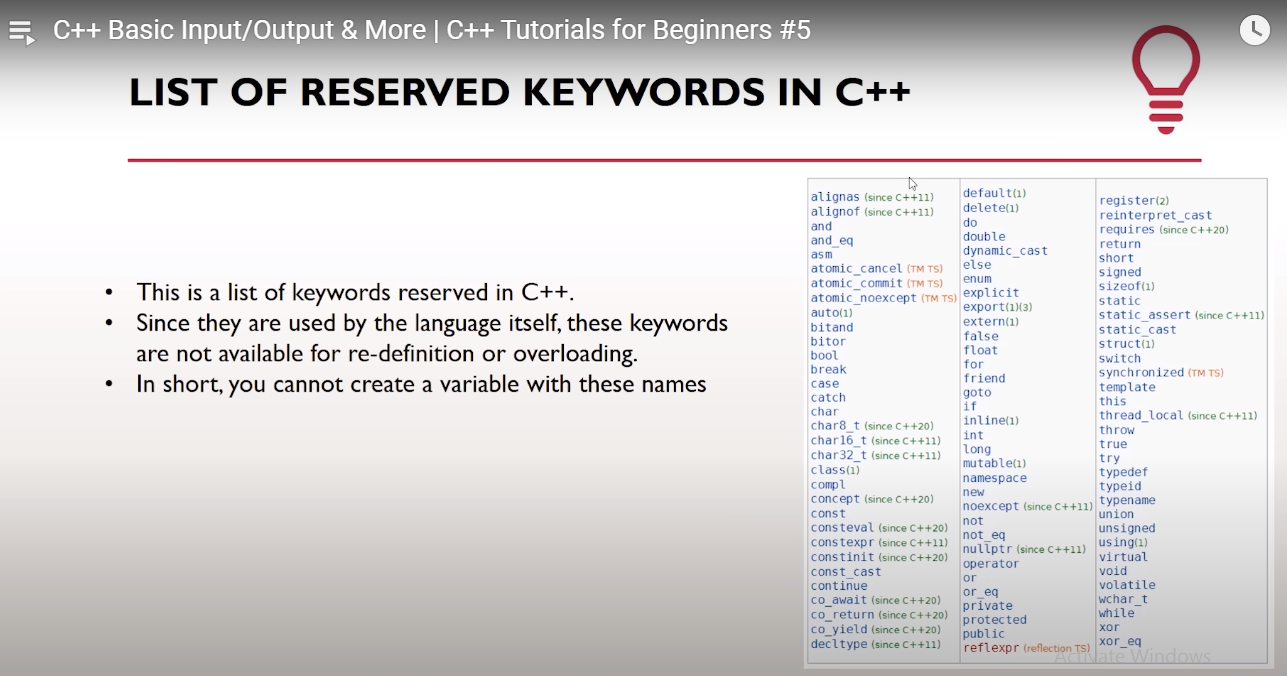 C++ Basic Input/Output & More | C++ Tutorials for Beginners #5
LIST OF RESERVED KEYWORDS IN C++
• This is a list of keywords reserved in C++.
• Since they are used by the language itself, these keywords
are not available for re-definition or overloading.
• In short, you cannot create a variable with these names
alignas (since C++11)
alignof (since C++11)
and
and_eq
asm
atomic_cancel (TM TS)
atomic_commit (TM TS)
atomic_noexcept (TM TS)
auto(1)
bitand
bitor
bool
break
case
catch
char
char8_t (since C++20)
char16_t (since C++11)
char32_t (since C++11)
class(1)
compl
concept (since C++20)
const
consteval (since C++20)
constexpr (since C++11)
constinit (since C++20)
const_cast
continue
co_await (since C++20)
co_return (since C++20)
co_yield (since C++20)
decltype (since C++11)
default(1)
delete(1)
do
double
dynamic_cast
else
enum
explicit
export(1)(3)
extern(1)
false
float
for
friend
goto
if
inline(1)
int
long
mutable(1)
namespace
new
noexcept (since C++11)
not
not_eq
nullptr (since C++11)
operator
or
or_eq
private
protected
public
reflexpr (reflection TS)
register(2)
reinterpret_cast
requires (since C++20)
return
short
signed
sizeof(1)
static
static_assert (since C++11)
static_cast
struct(1)
switch
synchronized (TM TS)
template
this
thread_local (since C++11)
throw
true
try
typedef
typeid
typename
union
unsigned
using(1)
virtual
void
volatile
wchar_t
while
xor
xor_eq
Activate Windows